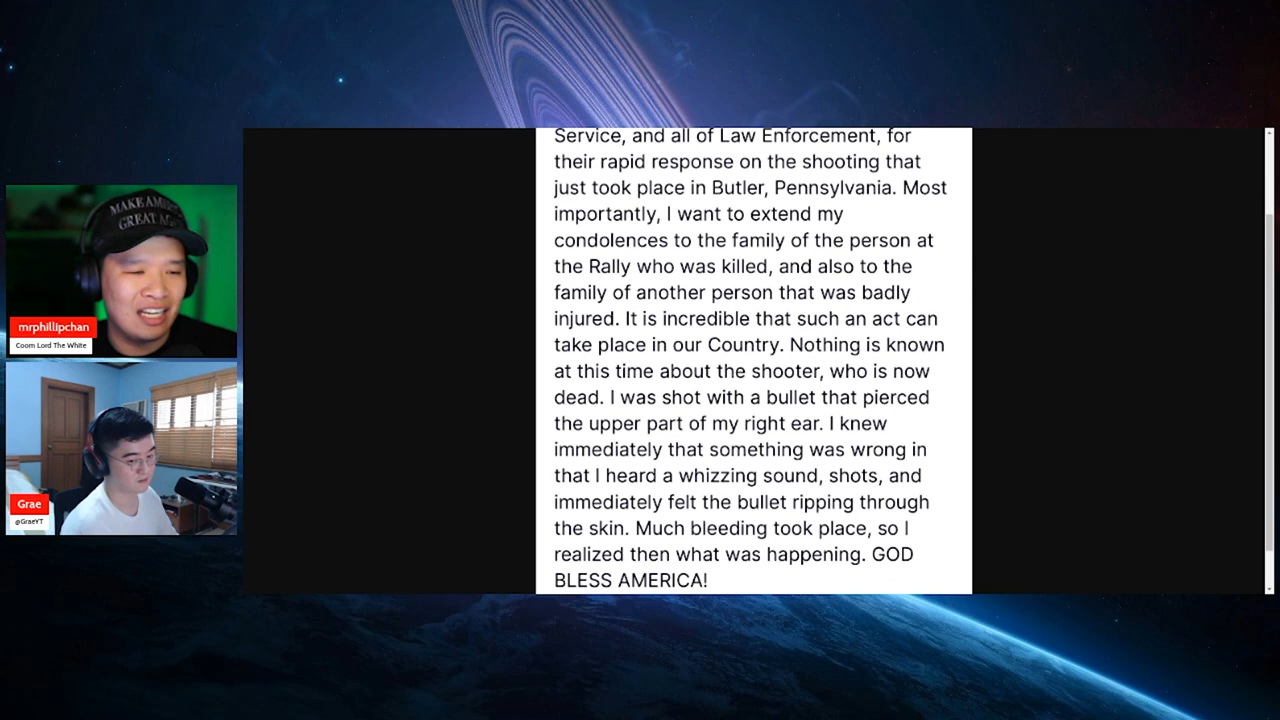 Service, and all of Law Enforcement, for
their rapid response on the shooting that
just took place in Butler, Pennsylvania. Most
importantly, I want to extend my
condolences to the family of the person at
the Rally who was killed, and also to the
family of another person that was badly
injured. It is incredible that such an act can
take place in our Country. Nothing is known
at this time about the shooter, who is now
dead. I was shot with a bullet that pierced
the upper part of my right ear. I knew
immediately that something was wrong in
that I heard a whizzing sound, shots, and
immediately felt the bullet ripping through
the skin. Much bleeding took place, so I
realized then what was happening. GOD
BLESS AMERICA!
MAKE
GREAT
mrphillipchan
Coom Lord The White
Grae
@GraeYT